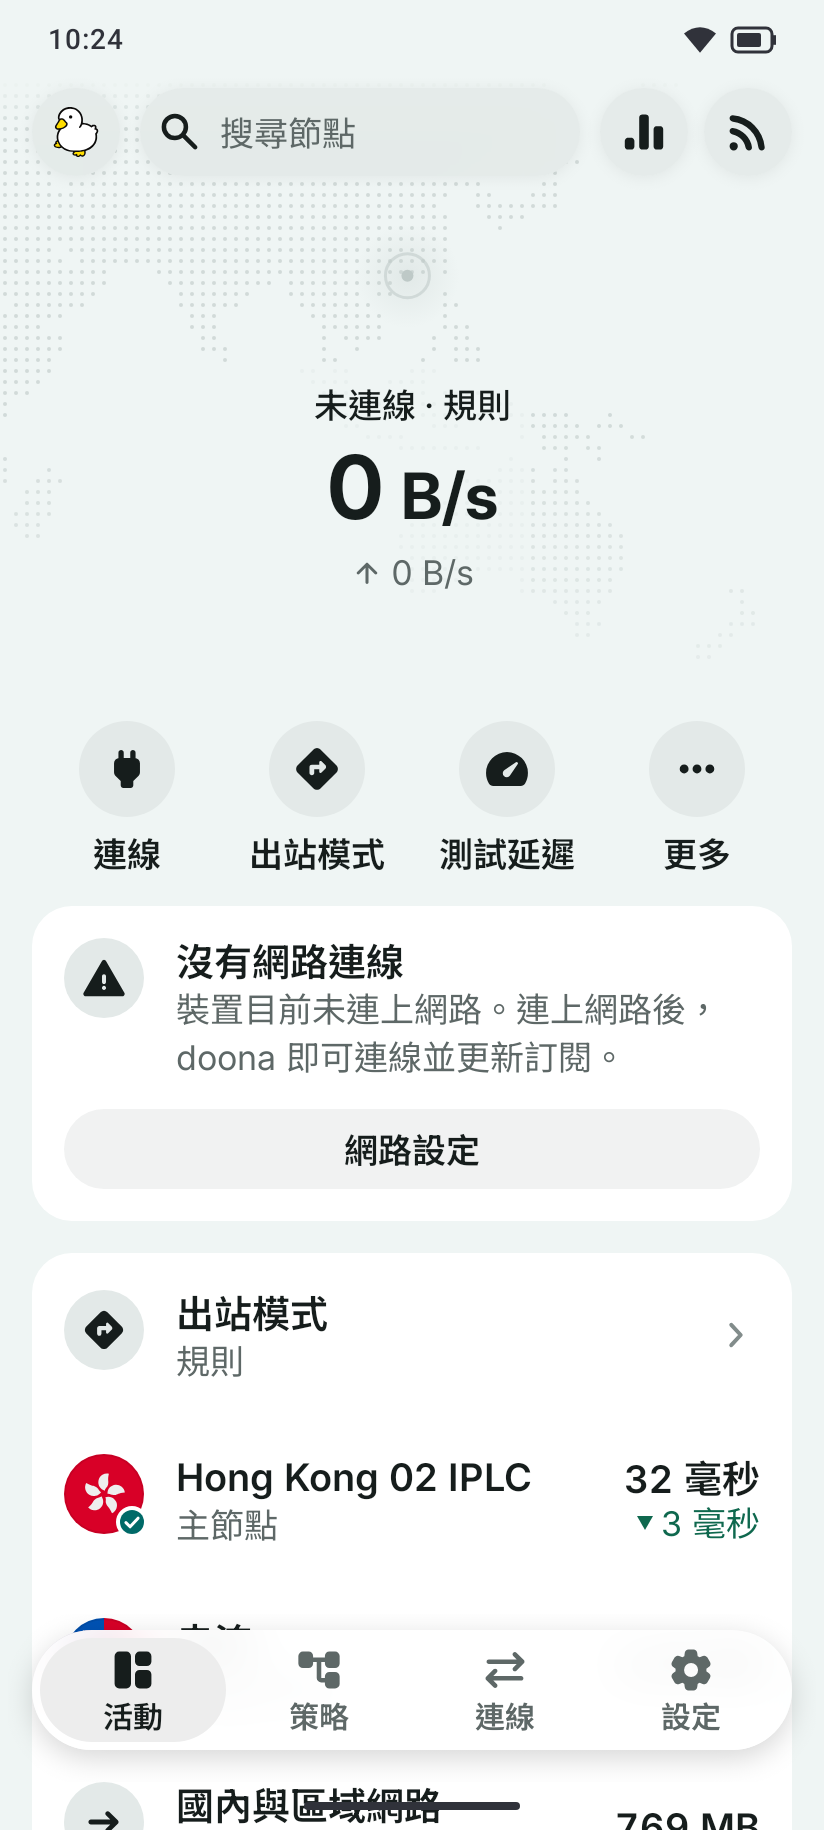 10:24
搜尋節點
未連線 · 規則
0 B/s
↑ 0 B/s
連線
出站模式
測試延遲
更多
沒有網路連線
裝置目前未連上網路。連上網路後，
doona 即可連線並更新訂閱。
網路設定
出站模式
規則
Hong Kong 02 IPLC
32 毫秒
主節點
▼3 毫秒
活動
策略
連線
設定
國內與區域網路
769 MB